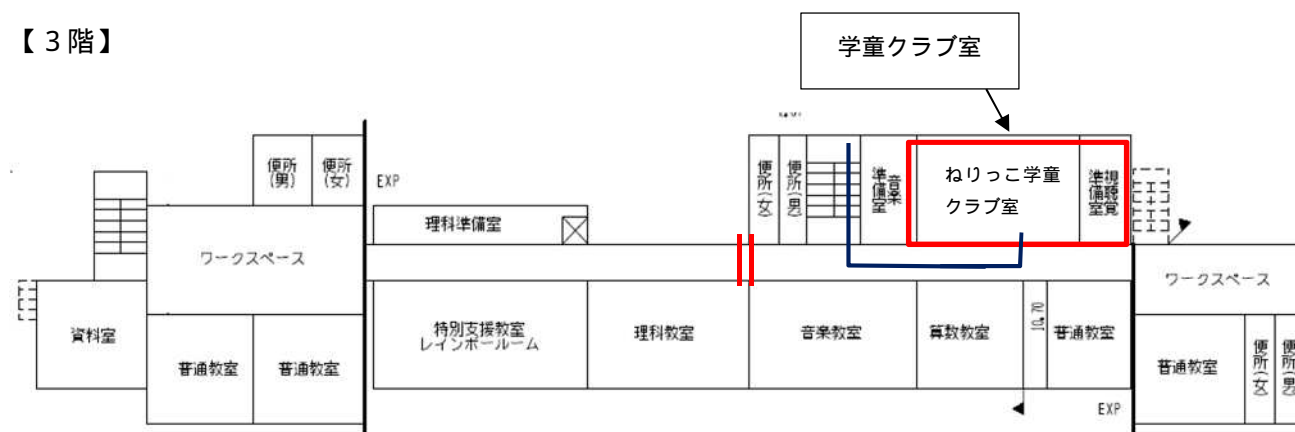 【３階】
学童クラブ室
便所
(男)
便所
(女)
EXP
理科準備室
ワークスペース
資料室
普通教室
普通教室
特別支援教室
レインボールーム
理科教室
便所(女)
便所(男)
音楽
準備室
ねりっこ学童
クラブ室
視聴覚
準備室
音楽教室
算数教室
10.70
普通教室
EXP
ワークスペース
普通教室
便所(女)
便所(男)